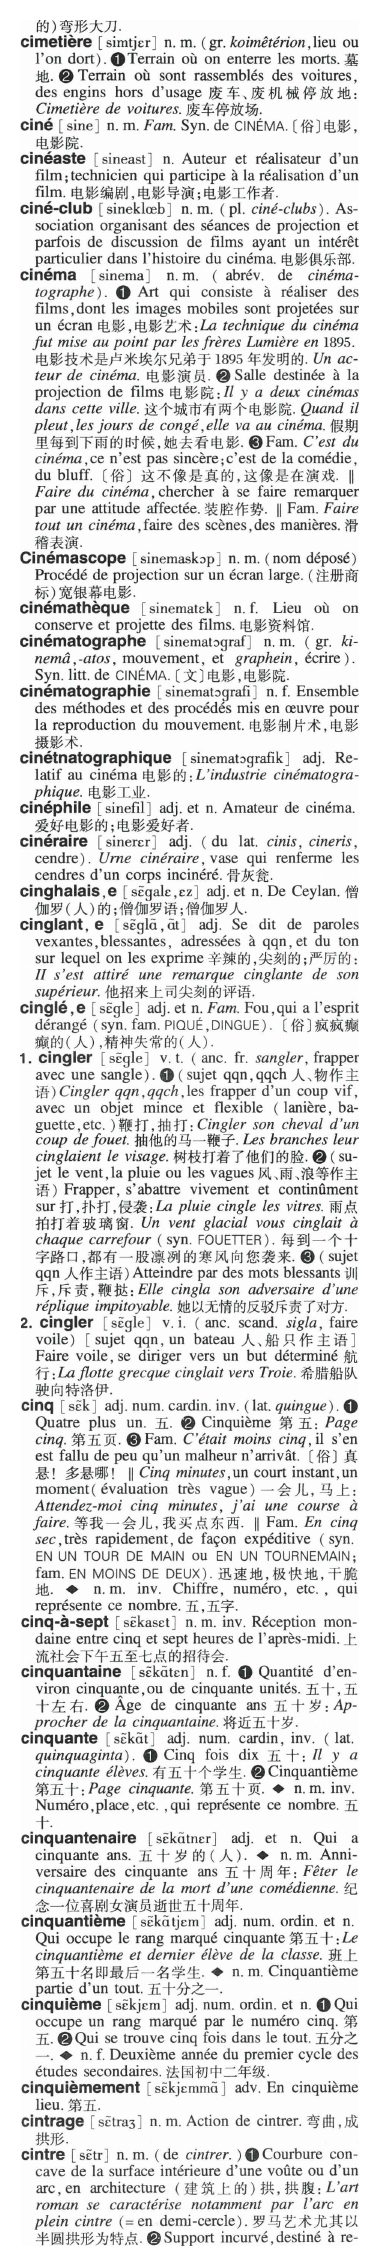 的)弯形大刀.
cimetière [simtjɛr] n. m. (gr. koimêtérion, lieu ou
l'on dort). ❶ Terrain où on enterre les morts. 墓
地. ❷ Terrain où sont rassemblés des voitures,
des engins hors d'usage 废车、废机械停放地:
Cimetière de voitures. 废车停放场.
ciné [sine] n. m. Fam. Syn. de CINÉMA. [俗]电影,
电影院.
cinéaste [sineast] n. Auteur et réalisateur d'un
film; technicien qui participe à la réalisation d'un
film. 电影编剧,电影导演;电影工作者.
ciné-club [sineklœb] n. m. (pl. ciné-clubs). As-
sociation organisant des séances de projection et
parfois de discussion de films ayant un intérêt
particulier dans l'histoire du cinéma. 电影俱乐部.
cinéma [sinema] n. m. ( abrév. de cinéma-
tographe). ❶ Art qui consiste à réaliser des
films, dont les images mobiles sont projetées sur
un écran 电影,电影艺术: La technique du cinéma
fut mise au point par les frères Lumière en 1895.
电影技术是卢米埃尔兄弟于 1895 年发明的. Un ac-
teur de cinéma. 电影演员. ❷ Salle destinée à la
projection de films 电影院: Il y a deux cinémas
dans cette ville. 这个城市有两个电影院. Quand il
pleut, les jours de congé, elle va au cinéma. 假期
里每到下雨的时候,她去看电影. ❸ Fam. C'est du
cinéma, ce n'est pas sincère; c'est de la comédie,
du bluff. [俗] 这不像是真的,这像是在演戏. ‖
Faire du cinéma, chercher à se faire remarquer
par une attitude affectée. 装腔作势. ‖ Fam. Faire
tout un cinéma, faire des scènes, des manières. 滑
稽表演.
Cinémascope [sinemaskɔp] n. m. (nom déposé)
Procédé de projection sur un écran large. (注册商
标)宽银幕电影.
cinémathèque [sinematɛk] n. f. Lieu où on
conserve et projette des films. 电影资料馆.
cinématographe [sinematɔgraf] n. m. ( gr. ki-
nemâ, -atos, mouvement, et graphein, écrire).
Syn. litt. de CINÉMA. [文]电影,电影院.
cinématographie [sinematɔgrafi] n. f. Ensemble
des méthodes et des procédés mis en œuvre pour
la reproduction du mouvement. 电影制片术,电影
摄影术.
cinétnatographique [sinematɔgrafik] adj. Re-
latif au cinéma 电影的: L'industrie cinématogra-
phique. 电影工业.
cinéphile [sinefil] adj. et n. Amateur de cinéma.
爱好电影的;电影爱好者.
cinéraire [sinerɛr] adj. ( du lat. cinis, cineris,
cendre). Urne cinéraire, vase qui renferme les
cendres d'un corps incinéré. 骨灰瓮.
cinghalais, e [sɛ̃galɛ, ɛz] adj. et n. De Ceylan. 僧
伽罗(人)的;僧伽罗语;僧伽罗人.
cinglant, e [sɛ̃glɑ̃, ɑ̃t] adj. Se dit de paroles
vexantes, blessantes, adressées à qqn, et du ton
sur lequel on les exprime 辛辣的,尖刻的;严厉的:
II s'est attiré une remarque cinglante de son
supérieur. 他招来上司尖刻的评语.
cinglé, e [sɛ̃gle] adj. et n. Fam. Fou, qui a l'esprit
dérangé (syn. fam. PIQUÉ, DINGUE). [俗]疯疯癫
癫的(人),精神失常的(人).
1. cingler [sɛ̃gle] v. t. ( anc. fr. sangler, frapper
avec une sangle). ❶ (sujet qqn, qqch 人、物作主
语) Cingler qqn, qqch, les frapper d'un coup vif,
avec un objet mince et flexible (lanière, ba-
guette, etc. ) 鞭打,抽打: Cingler son cheval d'un
coup de fouet. 抽他的马一鞭子. Les branches leur
cinglaient le visage. 树枝打着了他们的脸. ❷ (su-
jet le vent, la pluie ou les vagues 风、雨、浪等作主
语) Frapper, s'abattre vivement et continûment
sur 打,扑打,侵袭: La pluie cingle les vitres. 雨点
拍打着玻璃窗. Un vent glacial vous cinglait à
chaque carrefour ( syn. FOUETTER). 每到一个十
字路口,都有一股凛冽的寒风向您袭来. ❸ (sujet
qqn 人作主语) Atteindre par des mots blessants 训
斥,斥责,鞭挞: Elle cingla son adversaire d'une
réplique impitoyable. 她以无情的反驳斥责了对方.
2. cingler [sɛ̃gle] v. i. ( anc. scand. sigla, faire
voile) [sujet qqn, un bateau 人、船只作主语]
Faire voile, se diriger vers un but déterminé 航
行: La flotte grecque cinglait vers Troie. 希腊船队
驶向特洛伊.
cinq [sɛ̃k] adj. num. cardin. inv. (lat. quingue). ❶
Quatre plus un. 五. ❷ Cinquième 第五: Page
cinq. 第五页. ❸ Fam. C'était moins cinq, il s'en
est fallu de peu qu'un malheur n'arrivât. [俗] 真
悬! 多悬哪! ‖ Cinq minutes, un court instant, un
moment( évaluation très vague) 一会儿,马上:
Attendez-moi cinq minutes, j'ai une course à
faire. 等我一会儿,我买点东西. ‖ Fam. En cinq
sec, très rapidement, de façon expéditive ( syn.
EN UN TOUR DE MAIN ou EN UN TOURNEMAIN;
fam. EN MOINS DE DEUX). 迅速地,极快地,干脆
地. ◆ n. m. inv. Chiffre, numéro, etc. , qui
représente ce nombre. 五,五字.
cinq-à-sept [sɛ̃kasɛt] n. m. inv. Réception mon-
daine entre cinq et sept heures de l'après-midi. 上
流社会下午五至七点的招待会.
cinquantaine [sɛ̃kɑ̃tɛn] n. f. ❶ Quantité d'en-
viron cinquante, ou de cinquante unités. 五十,五
十左右. ❷ Âge de cinquante ans 五十岁: Ap-
procher de la cinquantaine. 将近五十岁.
cinquante [sɛ̃kɑ̃t] adj. num. cardin, inv. ( lat.
quinquaginta). ❶ Cinq fois dix 五十: Il y a
cinquante élèves. 有五十个学生. ❷ Cinquantième
第五十: Page cinquante. 第五十页. ◆ n. m. inv.
Numéro, place, etc. , qui représente ce nombre. 五
十.
cinquantenaire [sɛ̃kɑ̃tnɛr] adj. et n. Qui a
cinquante ans. 五十岁的(人). ◆ n. m. Anni-
versaire des cinquante ans 五十周年: Fêter le
cinquantenaire de la mort d'une comédienne. 纪
念一位喜剧女演员逝世五十周年.
cinquantième [sɛ̃kɑ̃tjɛm] adj. num. ordin. et n.
Qui occupe le rang marqué cinquante 第五十: Le
cinquantième et dernier élève de la classe. 班上
第五十名即最后一名学生. ◆ n. m. Cinquantième
partie d'un tout. 五十分之一.
cinquième [sɛ̃kjɛm] adj. num. ordin. et n. ❶ Qui
occupe un rang marqué par le numéro cinq. 第
五. ❷ Qui se trouve cinq fois dans le tout. 五分之
一. ◆ n. f. Deuxième année du premier cycle des
études secondaires. 法国初中二年级.
cinquièmement [sɛ̃kjɛmmɑ̃] adv. En cinquième
lieu. 第五.
cintrage [sɛ̃traʒ] n. m. Action de cintrer. 弯曲,成
拱形.
cintre [sɛ̃tr] n. m. (de cintrer. ) ❶ Courbure con-
cave de la surface intérieure d'une voûte ou d'un
arc, en architecture (建筑上的) 拱,拱腹: L'art
roman se caractérise notamment par l'arc en
plein cintre (= en demi-cercle). 罗马艺术尤其以
半圆拱形为特点. ❷ Support incurvé, destiné à re-